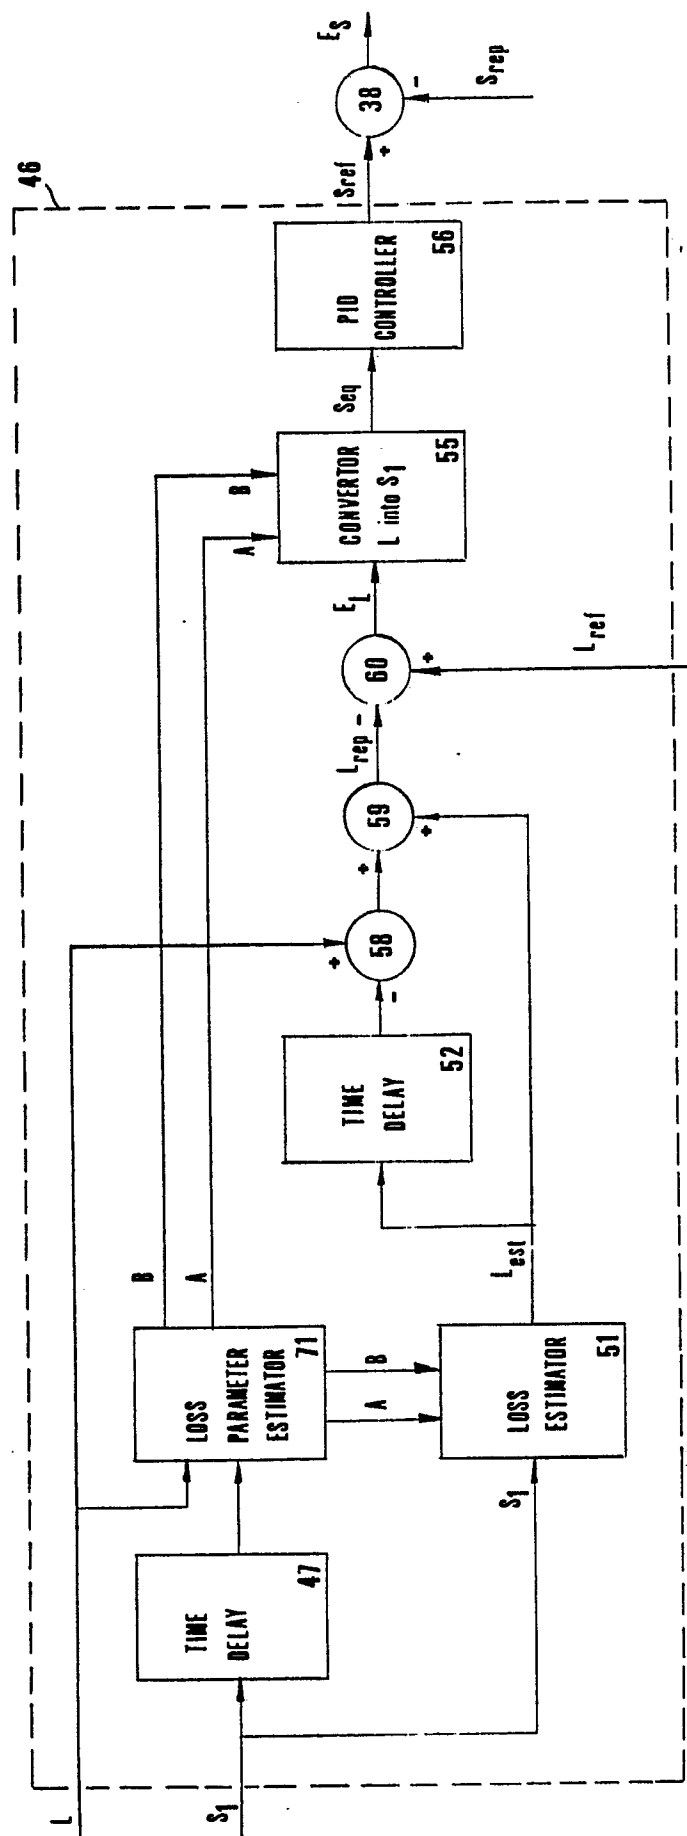 46
L
S1
TIME
DELAY
47
LOSS
PARAMETER
ESTIMATOR
71
B
A
A
B
S1
LOSS
ESTIMATOR
51
Lest
TIME
DELAY
52
-
+
58
+
59
+
Lrep -
60
+
Lref
EL
A
B
CONVERTOR
L into S1
55
Seq
PID
CONTROLLER
56
Sref
+
38
-
Srep
ES